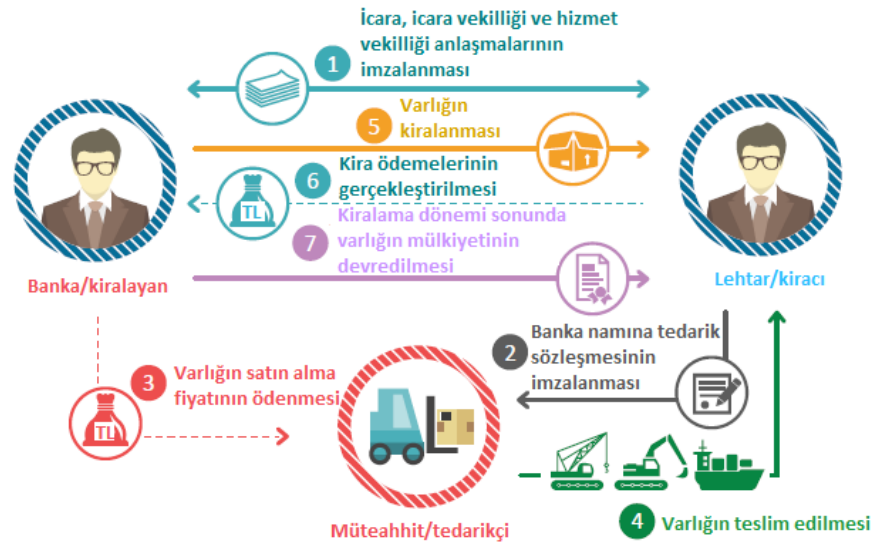 İcara, icara vekilliği ve hizmet
vekilliği anlaşmalarının
1 imzalanması
5 Varlığın
kiralanması
6 Kira ödemelerinin
gerçekleştirilmesi
TL
7 Kiralama dönemi sonunda
varlığın mülkiyetinin
devredilmesi
Banka/kiralayan
Lehtar/kiracı
2 Banka namına tedarik
sözleşmesinin
imzalanması
3 Varlığın satın alma
fiyatının ödenmesi
TL
Müteahhit/tedarikçi
4 Varlığın teslim edilmesi